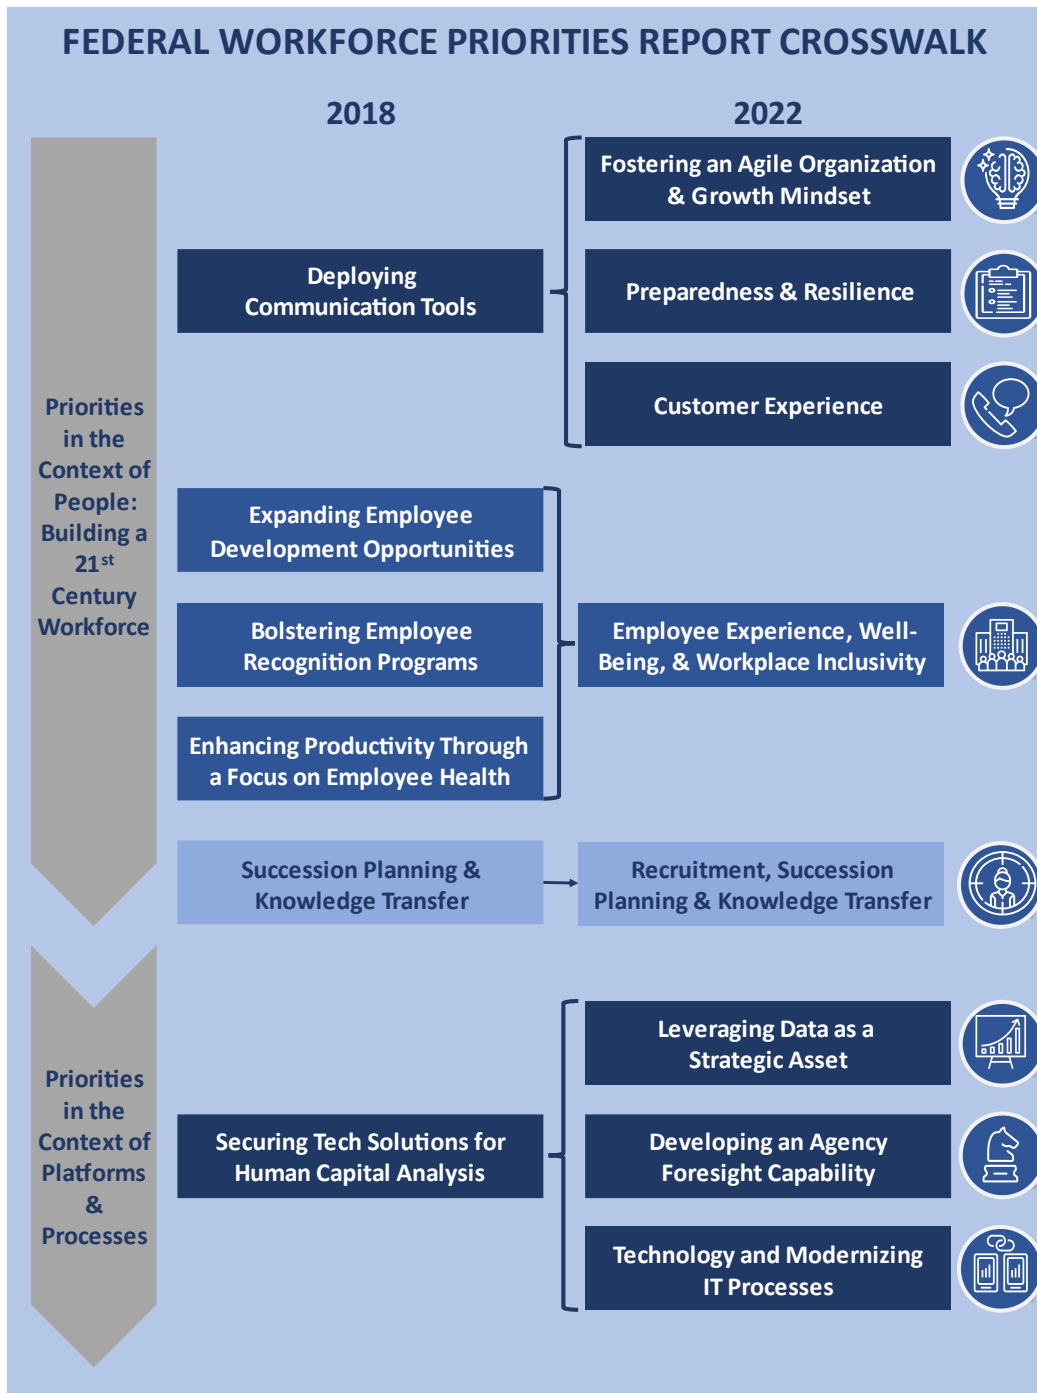 FEDERAL WORKFORCE PRIORITIES REPORT CROSSWALK
2018
2022
Priorities
in the
Context of
People:
Building a
21st
Century
Workforce
Deploying
Communication Tools
Fostering an Agile Organization
& Growth Mindset
Preparedness & Resilience
Customer Experience
Expanding Employee
Development Opportunities
Bolstering Employee
Recognition Programs
Enhancing Productivity Through
a Focus on Employee Health
Employee Experience, Well-
Being, & Workplace Inclusivity
Succession Planning &
Knowledge Transfer
Recruitment, Succession
Planning & Knowledge Transfer
Priorities
in the
Context of
Platforms
&
Processes
Securing Tech Solutions for
Human Capital Analysis
Leveraging Data as a
Strategic Asset
Developing an Agency
Foresight Capability
Technology and Modernizing
IT Processes